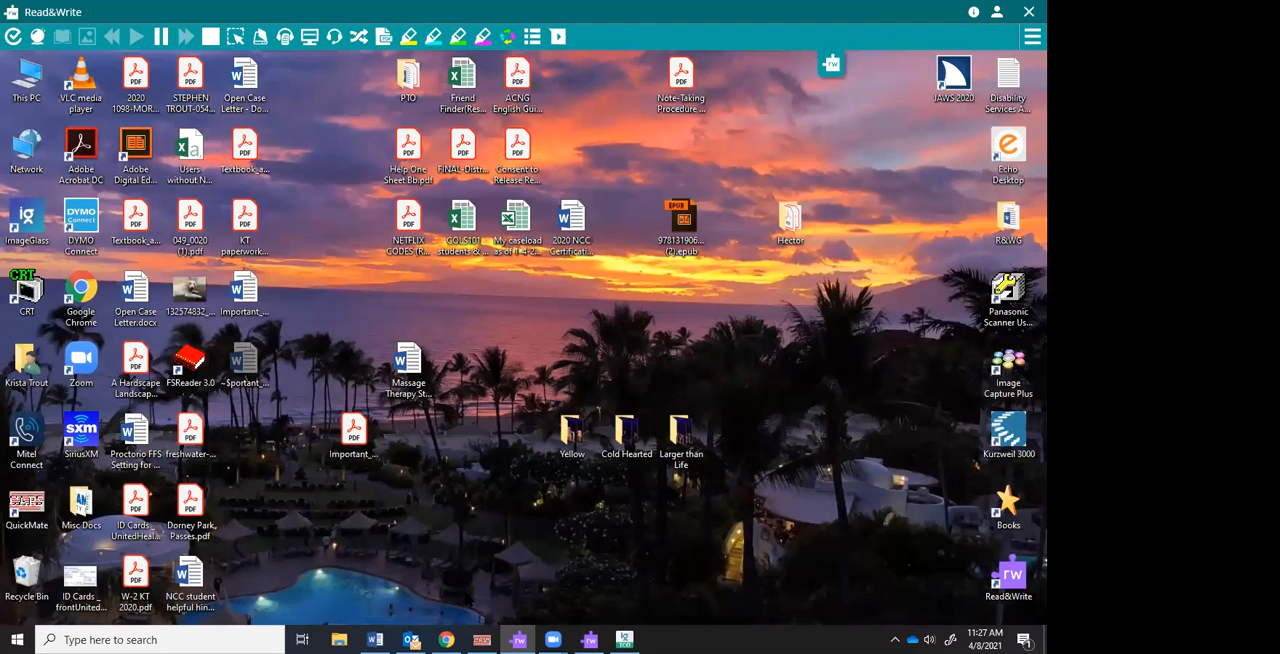 Read&Write
This PC
VLC media
player
2020
1098-MOR...
STEPHEN
TROUT-054...
Open Case
Letter - Do...
PTO
Friend
Finder(Res...
ACNG
English Gui...
Note-Taking
Procedure ...
JAWS 2020
Disability
Services A...
Network
Adobe
Acrobat DC
Adobe
Digital Ed...
Users
without N...
Textbook_a...
Help One
Sheet Bb.pdf
FINAL-Distr...
Consent to
Release Re...
Echo
Desktop
ImageGlass
DYMO
Connect
Textbook_a...
049_0020
(1).pdf
KT
paperwork...
NETFLIX
CODES (R...
COLS101
students &...
My caseload
as of 1-4-2...
2020 NCC
Certificati...
EPUB
978131906...
(2).epub
Hector
R&WG
CRT
Google
Chrome
Open Case
Letter.docx
132574832_...
Important_...
Panasonic
Scanner Us...
Krista Trout
Zoom
A Hardscape
Landscap...
FSReader 3.0
~$portant_...
Massage
Therapy St...
Image
Capture Plus
Mitel
Connect
SiriusXM
Proctorio FFS
Setting for ...
freshwater-...
Important_...
Yellow
Cold Hearted
Larger than
Life
Kurzweil 3000
QuickMate
Misc Docs
ID Cards _
UnitedHeal...
Dorney Park
Passes.pdf
Books
Recycle Bin
ID Cards _
frontUnited...
W-2 KT
2020.pdf
NCC student
helpful hin...
Read&Write
Type here to search
11:27 AM
4/8/2021